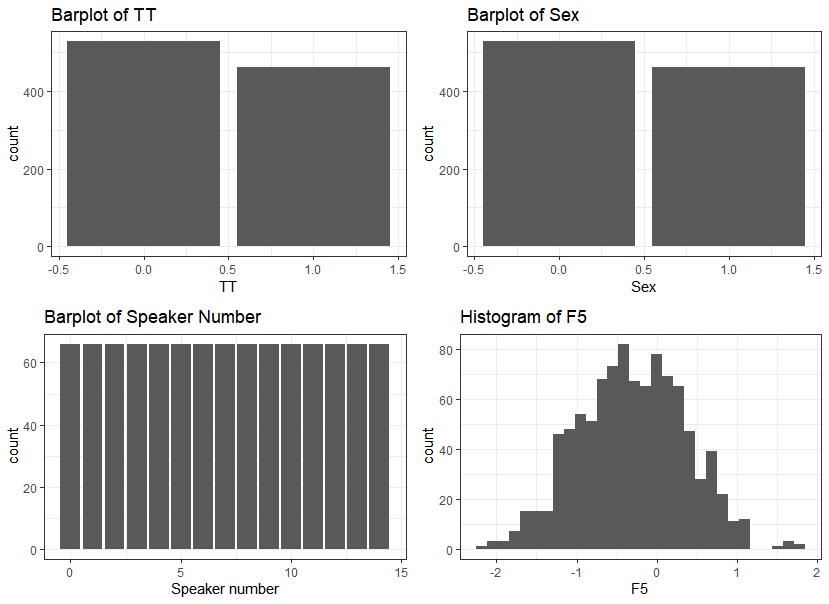 Barplot of TT
count
400
200
0
-0.5 0.0 0.5 1.0 1.5
TT
Barplot of Sex
count
400
200
0
-0.5 0.0 0.5 1.0 1.5
Sex
Barplot of Speaker Number
count
60
40
20
0
0 5 10 15
Speaker number
Histogram of F5
count
80
60
40
20
0
-2 -1 0 1 2
F5